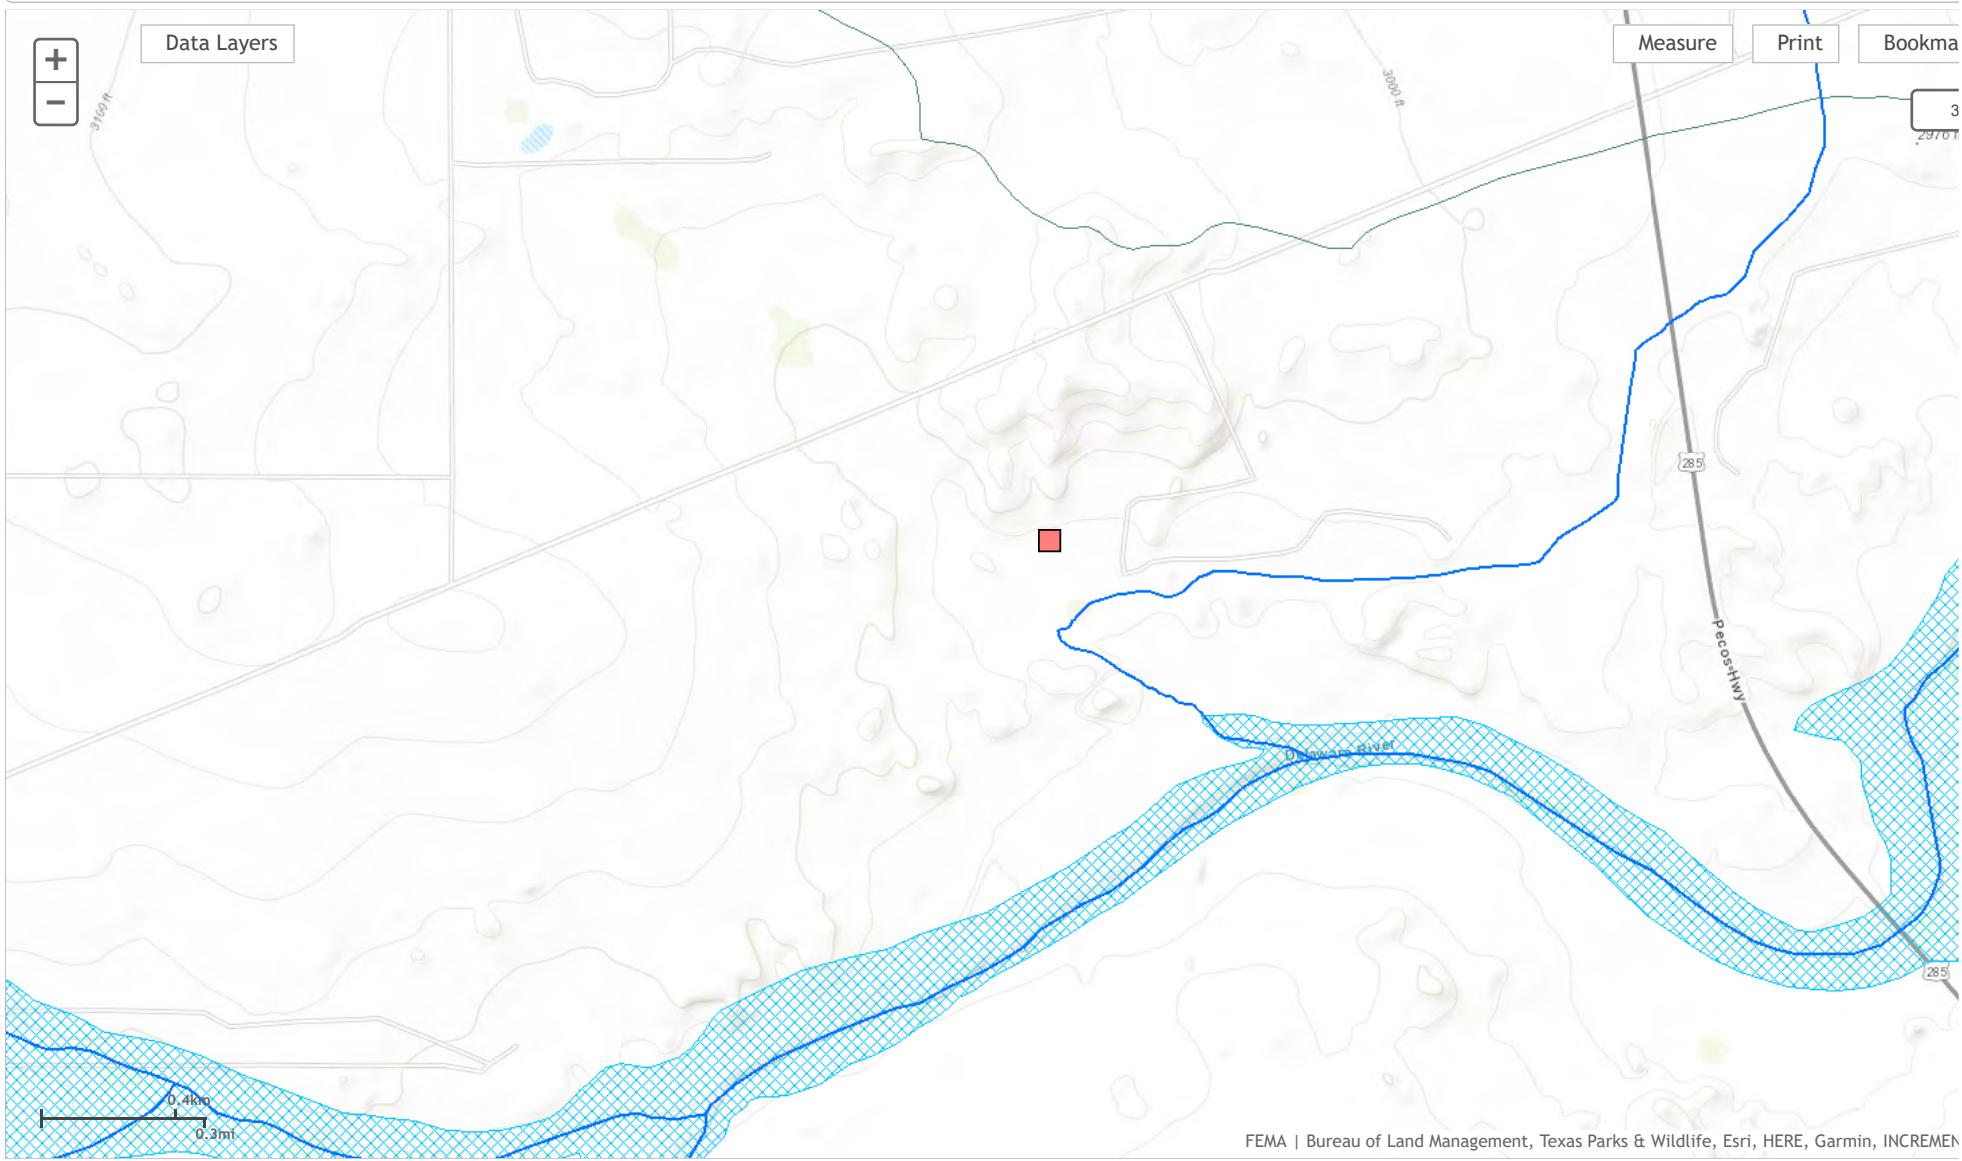 +
−
Data Layers
Measure
Print
Bookma
3100 ft
3000 ft
3
285
Pecos Hwy
Delaware River
285
0.4km
0.3mi
FEMA | Bureau of Land Management, Texas Parks & Wildlife, Esri, HERE, Garmin, INCREMEN